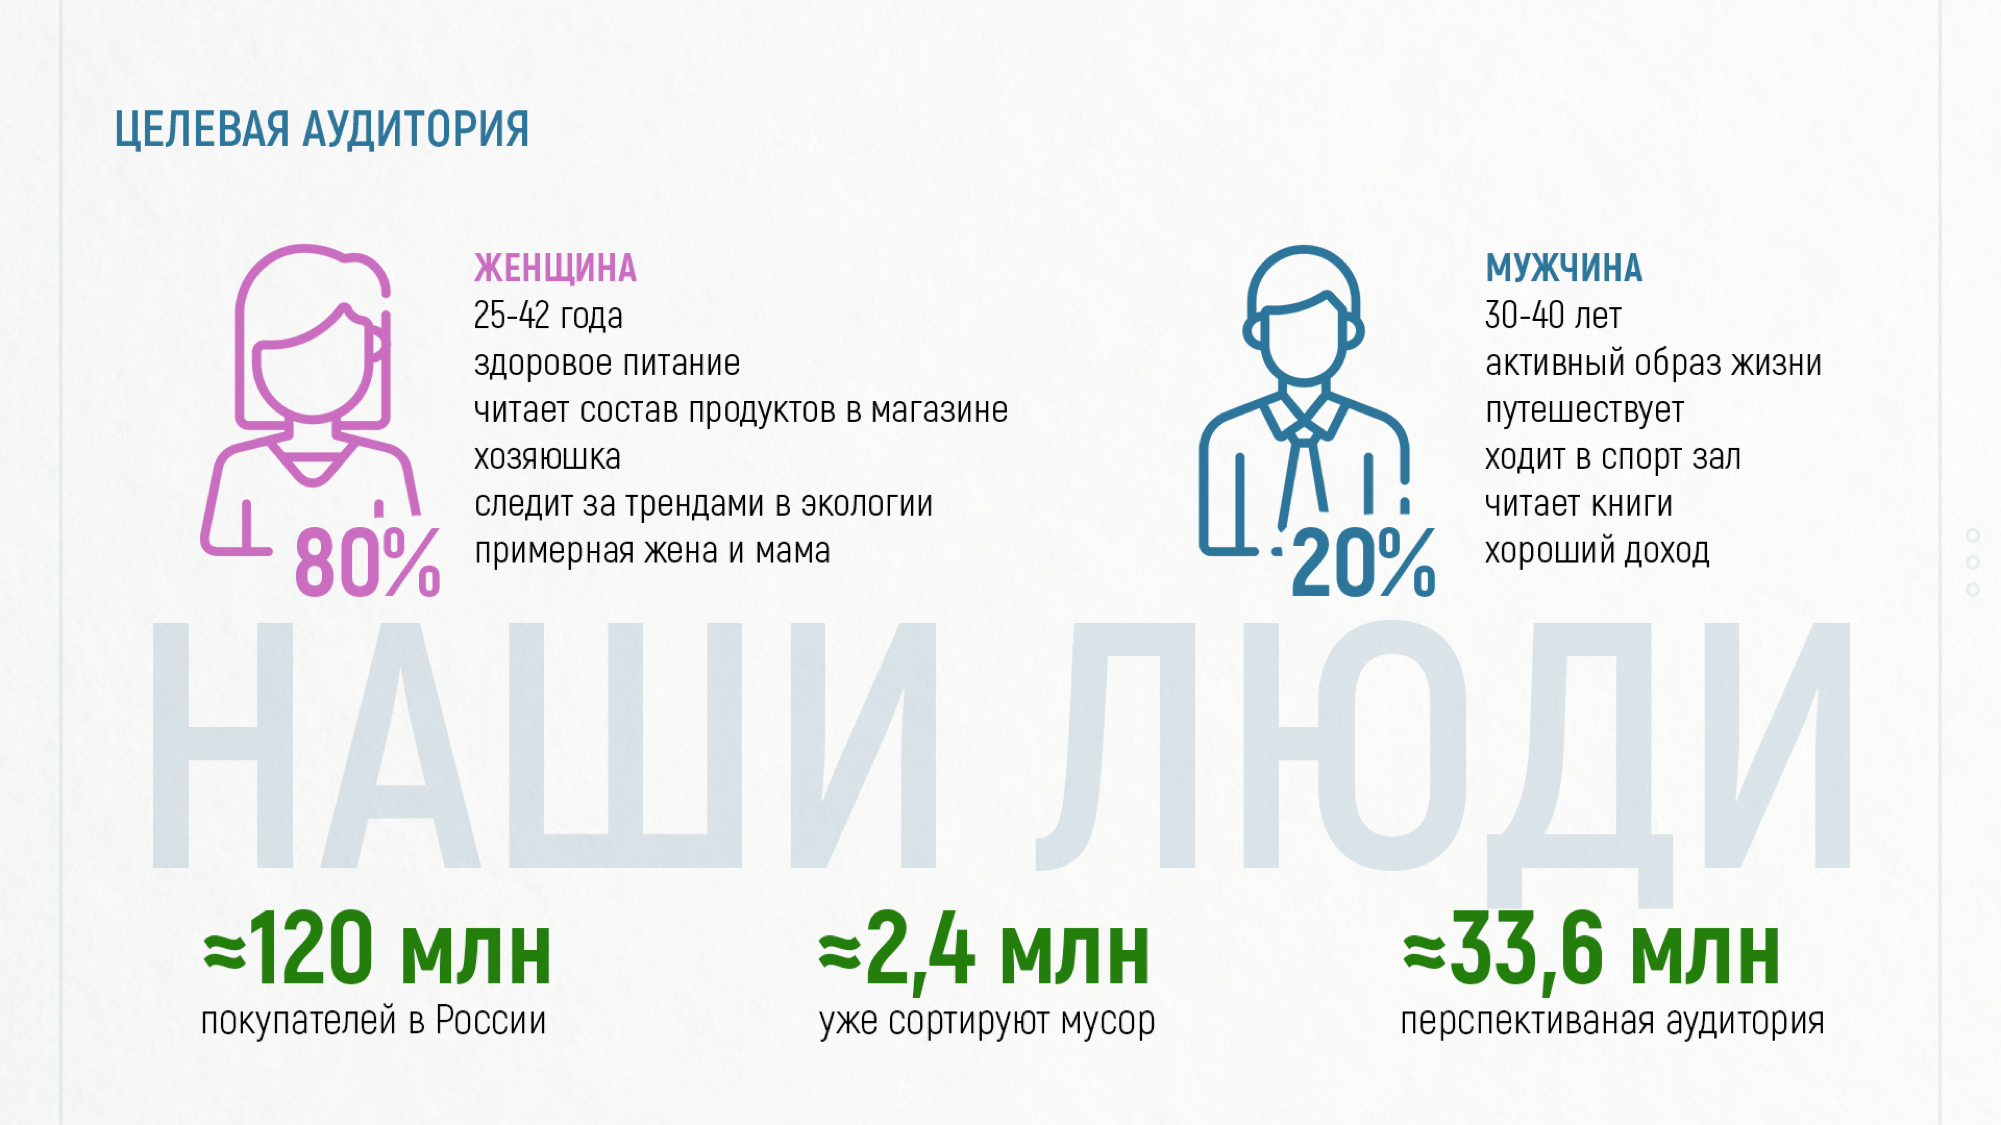 ЦЕЛЕВАЯ АУДИТОРИЯ
ЖЕНЩИНА
25-42 года
здоровое питание
читает состав продуктов в магазине
хозяюшка
следит за трендами в экологии
примерная жена и мама
80%
МУЖЧИНА
30-40 лет
активный образ жизни
путешествует
ходит в спорт зал
читает книги
хороший доход
20%
НАШИ ЛЮДИ
≈120 млн
покупателей в России
≈2,4 млн
уже сортируют мусор
≈33,6 млн
перспективаная аудитория